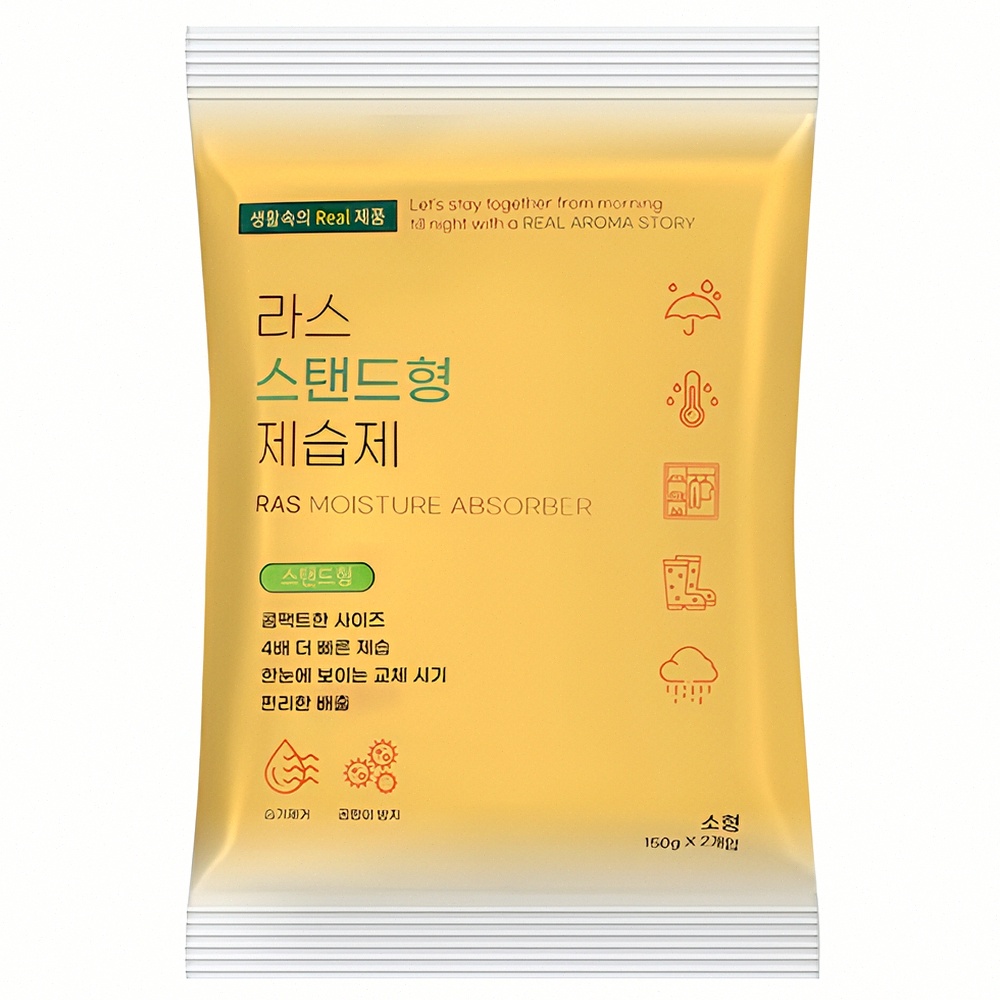 생활속의 Real 제품
Let's stay together from morning
till night with a REAL AROMA STORY
라스
스탠드형
제습제
RAS MOISTURE ABSORBER
스탠드형
콤팩트한 사이즈
4배 더 빠른 제습
한눈에 보이는 교체 시기
편리한 배출
습기제거
곰팡이 방지
소형
150g X 2개입